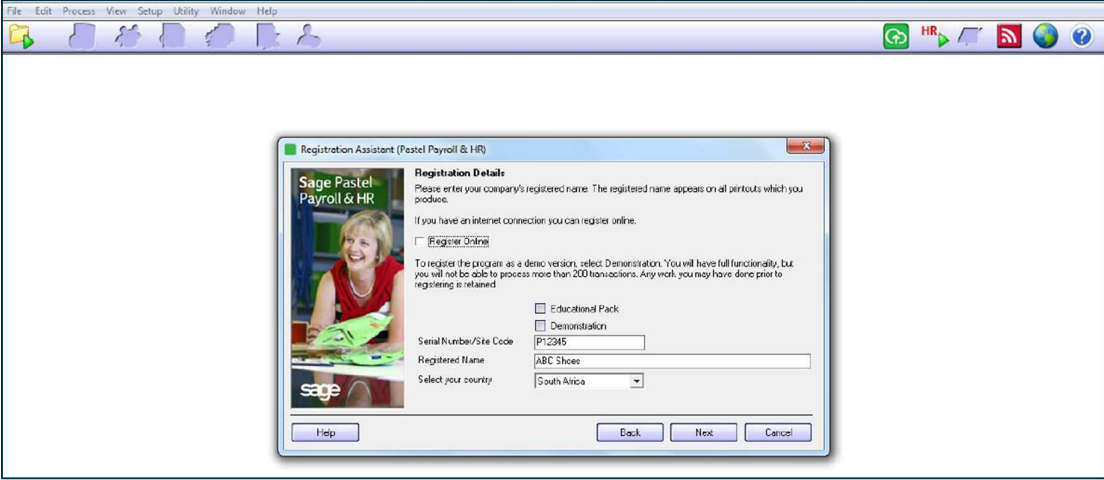 File Edit Process View Setup Utility Window Help
HR
Registration Assistant (Pastel Payroll & HR)
Sage Pastel
Payroll & HR
Registration Details
Please enter your company's registered name. The registered name appears on all printouts which you
produce.
If you have an internet connection you can register online.
Register Online
To register the program as a demo version, select Demonstration. You will have full functionality, but
you will not be able to process more than 200 transactions. Any work you may have done prior to
registering is retained
Educational Pack
Demonstration
Serial Number/Site Code P12345
Registered Name ABC Shoes
Select your country South Africa
sage
Help Back Next Cancel